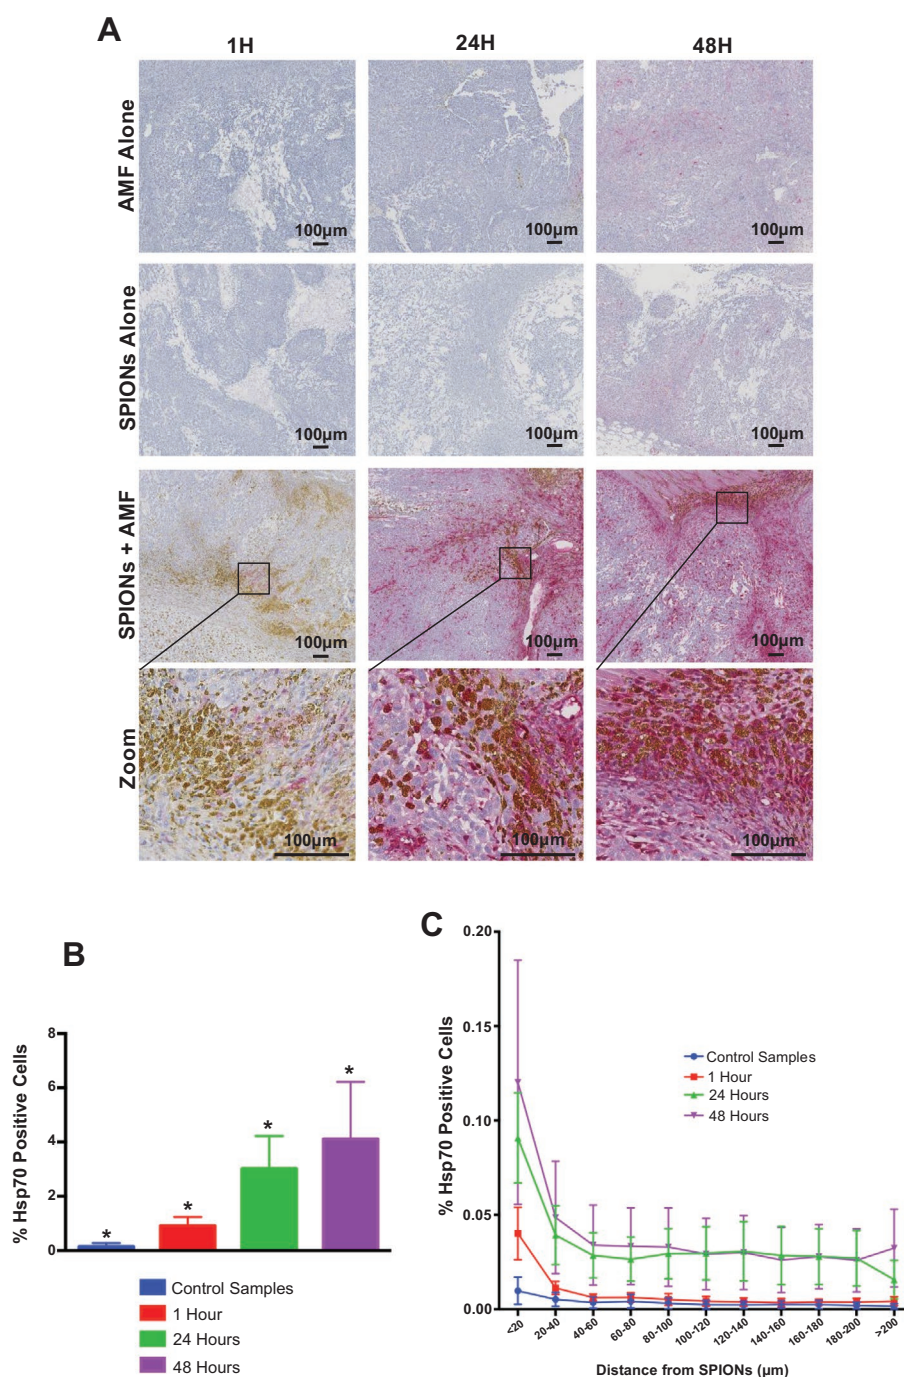 A
1H 24H 48H
AMF Alone
100µm 100µm 100µm
SPIONs Alone
100µm 100µm 100µm
SPIONs + AMF
100µm 100µm 100µm
Zoom
100µm 100µm 100µm
B
% Hsp70 Positive Cells
8
6
4
2
0
* * * *
Control Samples
1 Hour
24 Hours
48 Hours
C
% Hsp70 Positive Cells
0.20
0.15
0.10
0.05
0.00
Control Samples
1 Hour
24 Hours
48 Hours
<20 20-40 40-60 60-80 80-100 100-120 120-140 140-160 160-180 180-200 >200
Distance from SPIONs (µm)